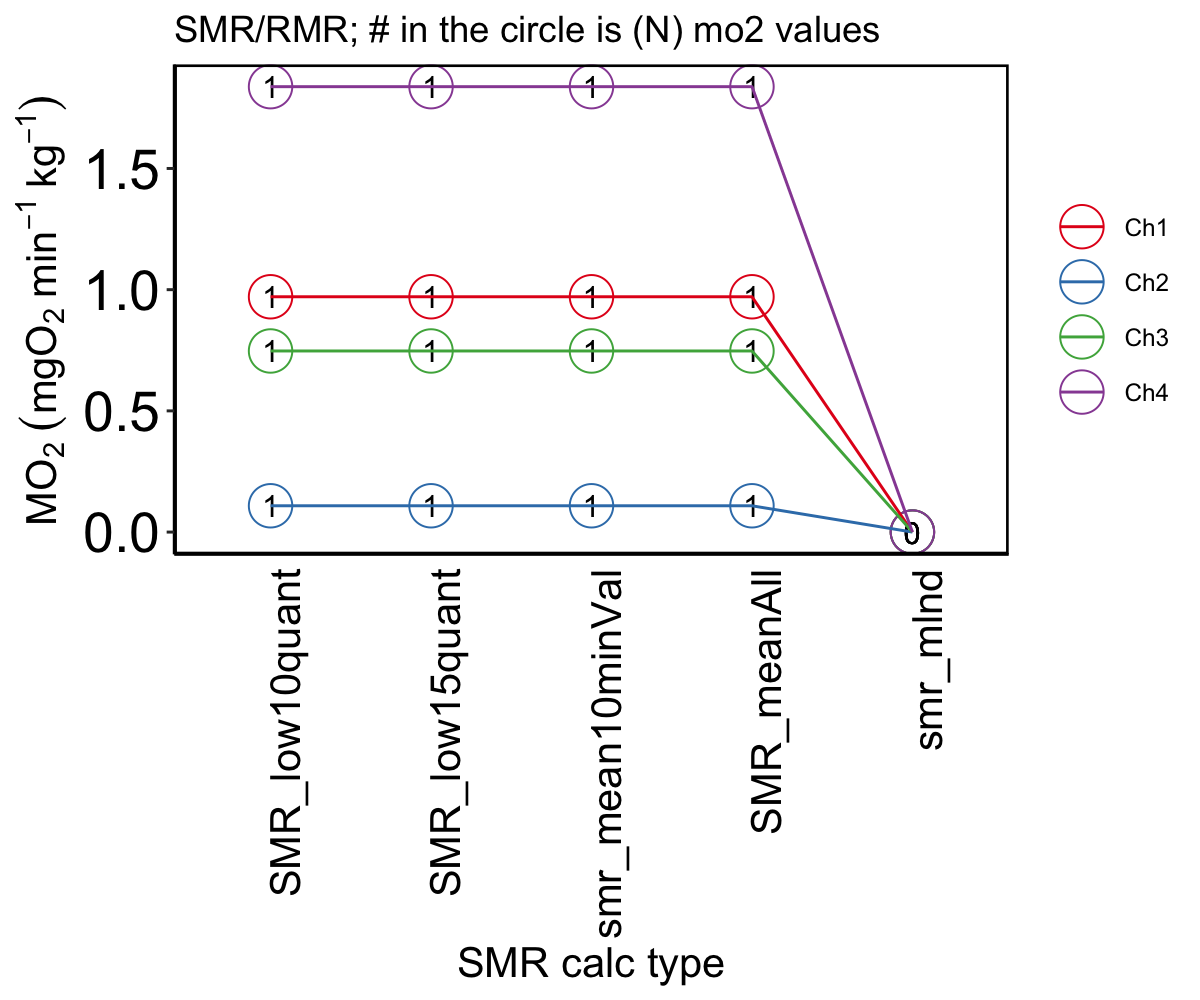 SMR/RMR; # in the circle is (N) mo2 values
MO₂ (mgO₂ min⁻¹ kg⁻¹)
1.5
1.0
0.5
0.0
1 1 1 1
1 1 1 1
1 1 1 1
1 1 1 1
0
SMR_low10quant
SMR_low15quant
smr_mean10minVal
SMR_meanAll
smr_mlnd
SMR calc type
Ch1
Ch2
Ch3
Ch4